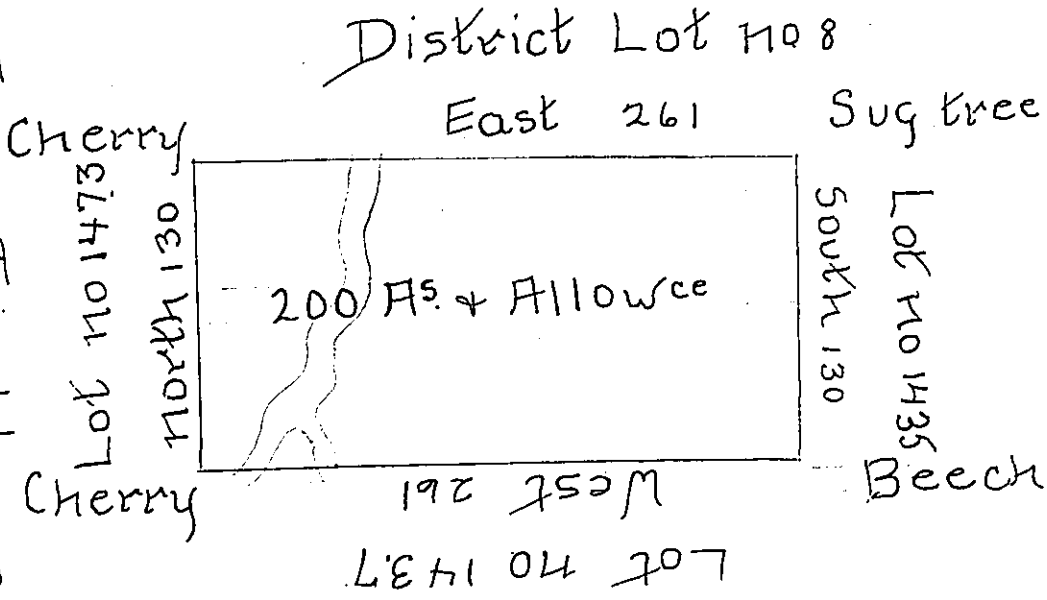 District Lot no 8
East 261
Cherry
Sug tree
Lot no 1473
North 130
200 As. & Allowce
South 130
Lot no 1435
Cherry
West 261
Beech
Lot no 1437